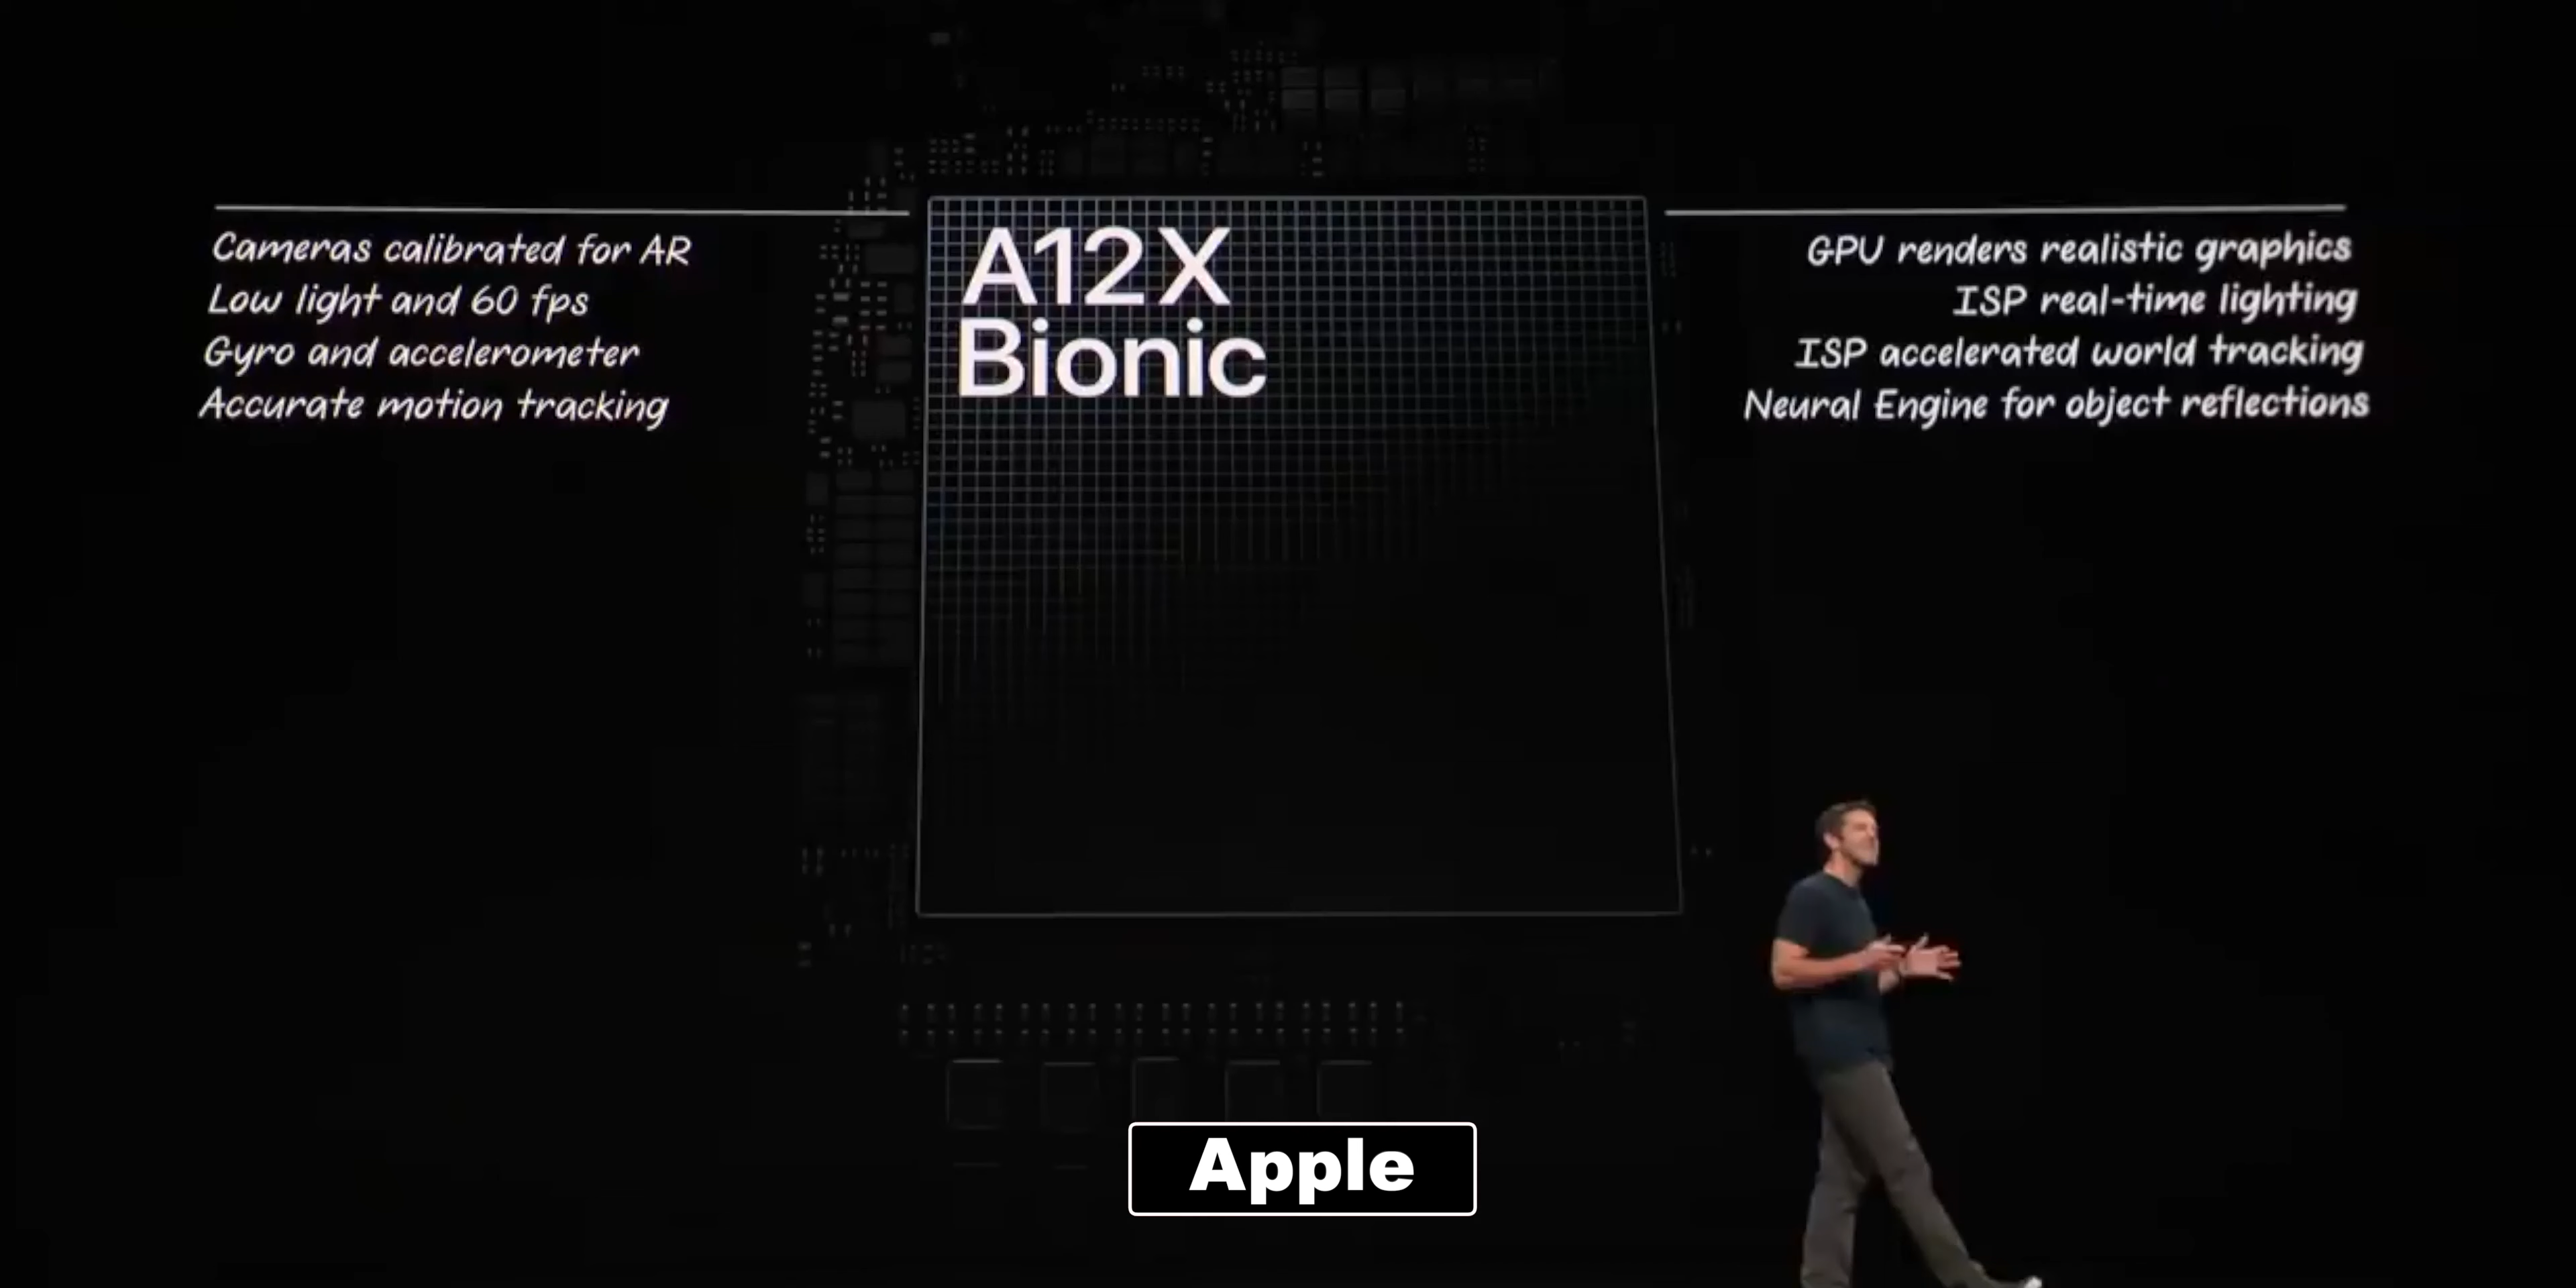 Cameras calibrated for AR
Low light and 60 fps
Gyro and accelerometer
Accurate motion tracking
A12X
Bionic
GPU renders realistic graphics
ISP real-time lighting
ISP accelerated world tracking
Neural Engine for object reflections
Apple